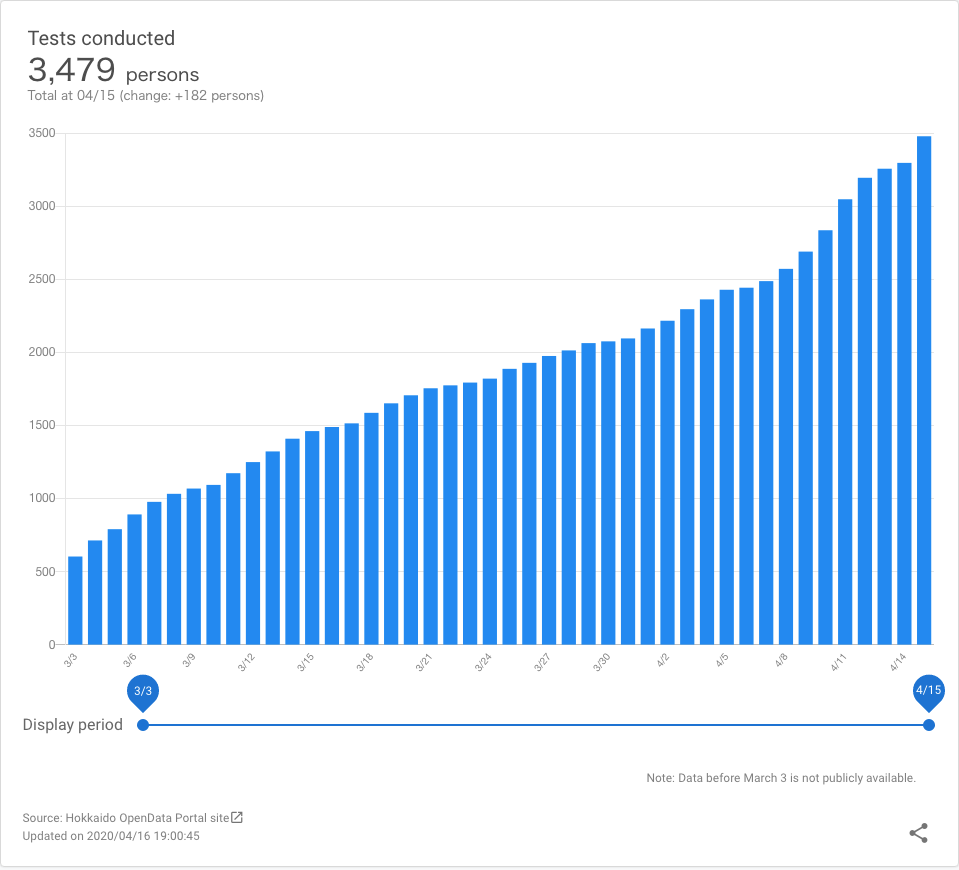 Tests conducted
3,479 persons
Total at 04/15 (change: +182 persons)
3500
3000
2500
2000
1500
1000
500
0
3/3 3/6 3/9 3/12 3/15 3/18 3/21 3/24 3/27 3/30 4/2 4/5 4/8 4/11 4/14
3/3 4/15
Display period
Note: Data before March 3 is not publicly available.
Source: Hokkaido OpenData Portal site
Updated on 2020/04/16 19:00:45